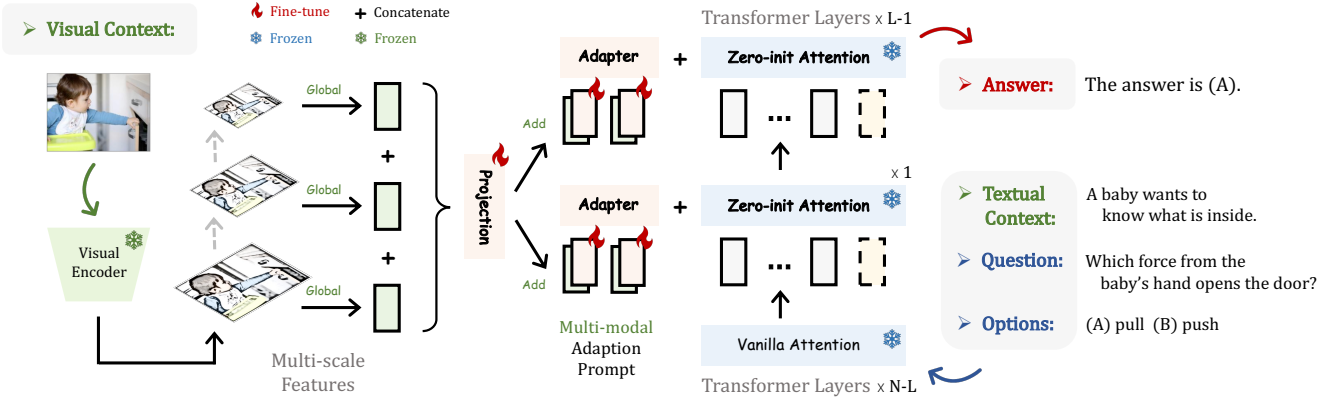 ➢ Visual Context:
Fine-tune
+ Concatenate
Frozen
Frozen
Visual
Encoder
Global
+
Global
+
Global
Multi-scale
Features
Projection
Add
Add
Adapter
Adapter
Multi-modal
Adaption
Prompt
Transformer Layers x L-1
+ Zero-init Attention
...
x 1
+ Zero-init Attention
...
Vanilla Attention
Transformer Layers x N-L
➢ Answer: The answer is (A).
➢ Textual
Context:
A baby wants to
know what is inside.
➢ Question: Which force from the
baby's hand opens the door?
➢ Options: (A) pull (B) push